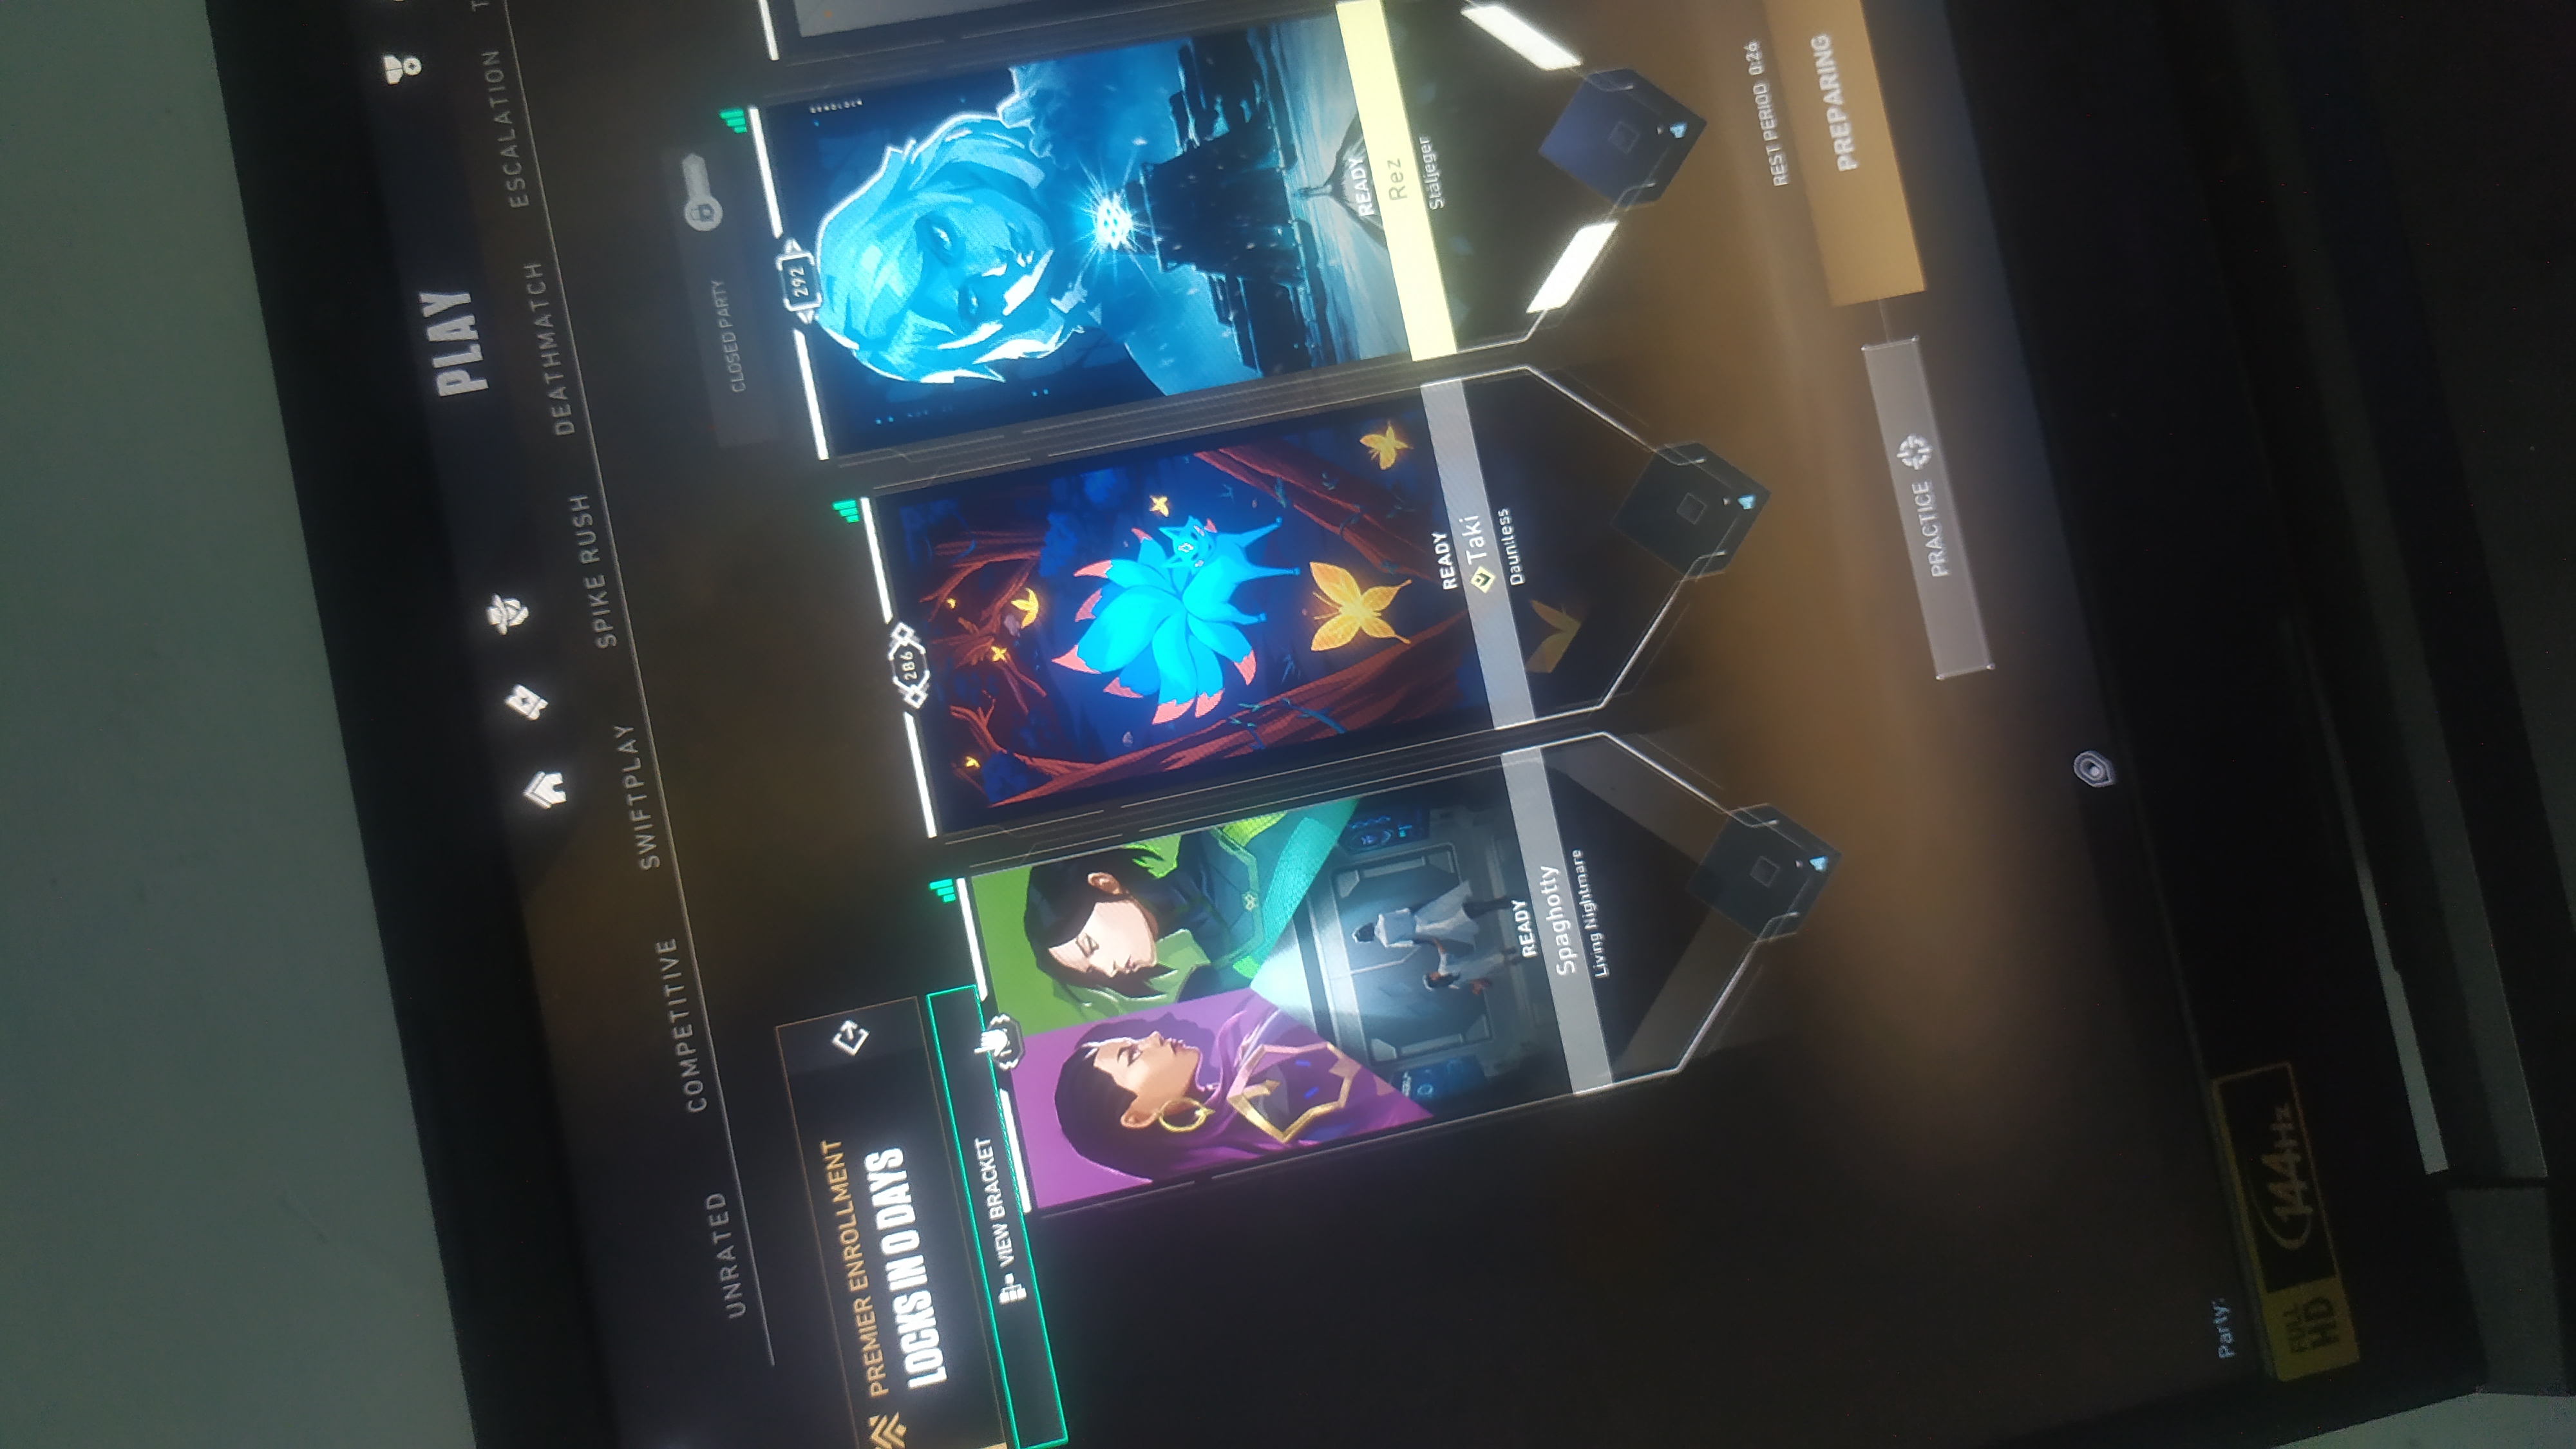 PLAY
UNRATED
COMPETITIVE
SWIFTPLAY
SPIKE RUSH
DEATHMATCH
ESCALATION
CLOSED PARTY
PREMIER ENROLLMENT
LOCKS IN 0 DAYS
VIEW BRACKET
286
292
READY
Spaghotty
Living Nightmare
READY
Taki
Dauntless
READY
Rez
Ståljeger
REST PERIOD 0:26
PREPARING
PRACTICE
Party:
FULL
HD
144Hz